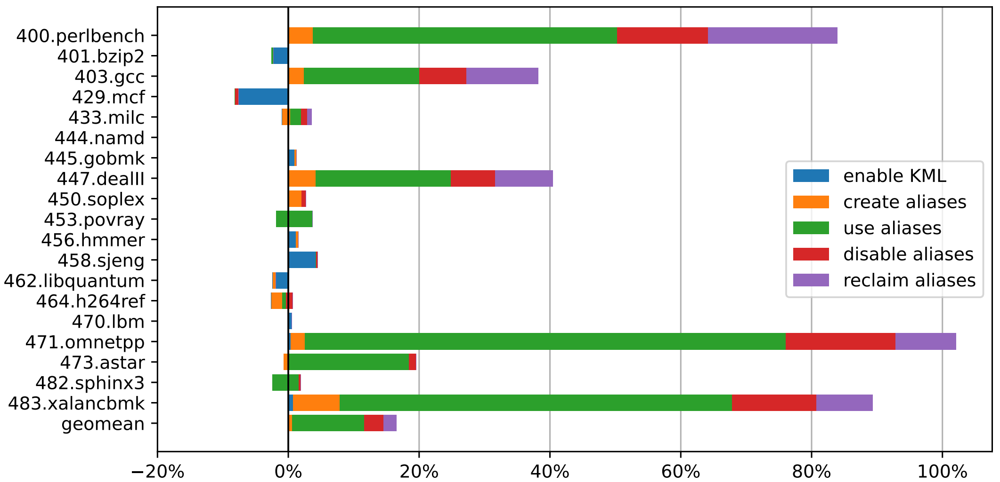 400.perlbench
401.bzip2
403.gcc
429.mcf
433.milc
444.namd
445.gobmk
447.dealII
450.soplex
453.povray
456.hmmer
458.sjeng
462.libquantum
464.h264ref
470.lbm
471.omnetpp
473.astar
482.sphinx3
483.xalancbmk
geomean
enable KML
create aliases
use aliases
disable aliases
reclaim aliases
−20% 0% 20% 40% 60% 80% 100%